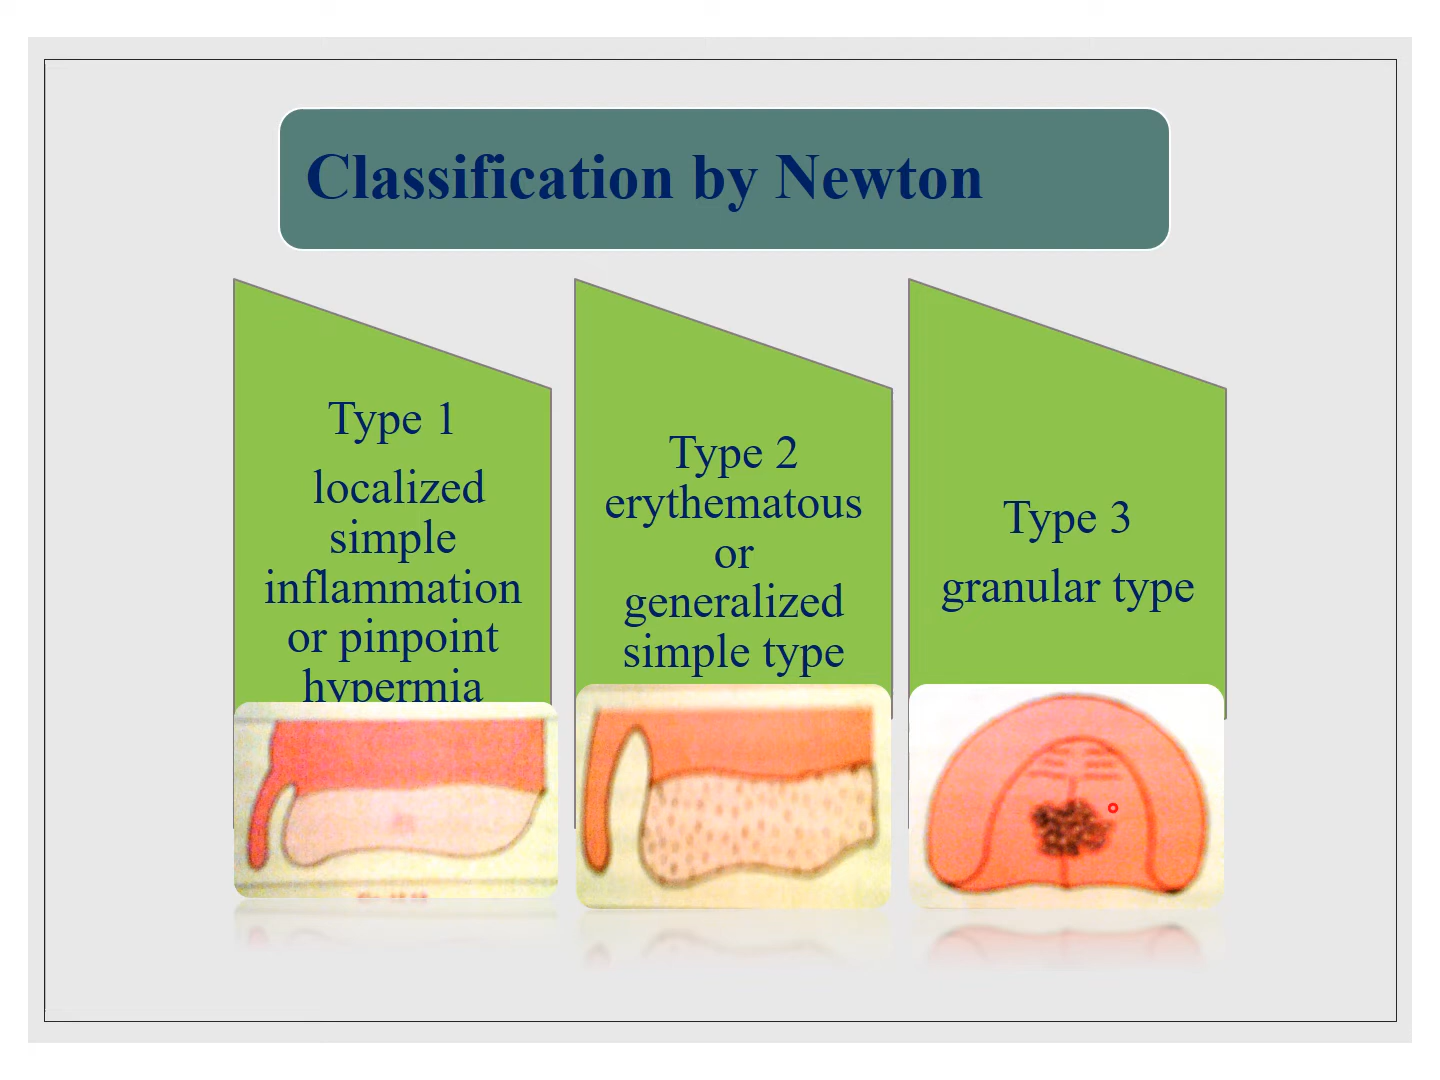 Classification by Newton
Type 1
localized
simple
inflammation
or pinpoint
hypermia
Type 2
erythematous
or
generalized
simple type
Type 3
granular type